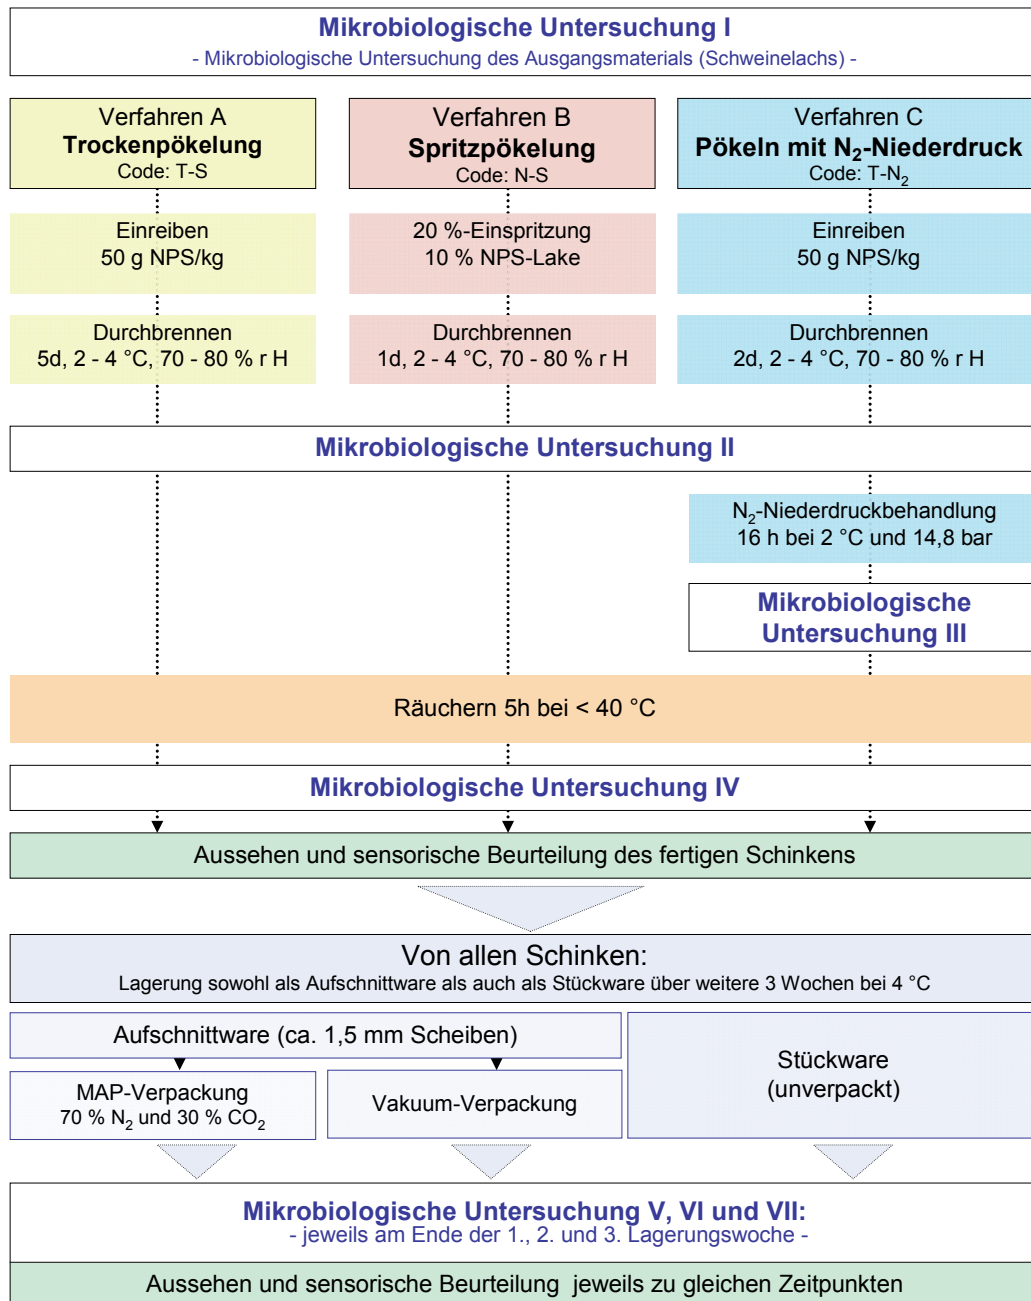 Mikrobiologische Untersuchung I
- Mikrobiologische Untersuchung des Ausgangsmaterials (Schweinelachs) -
Verfahren A
Trockenpökelung
Code: T-S
Verfahren B
Spritzpökelung
Code: N-S
Verfahren C
Pökeln mit N₂-Niederdruck
Code: T-N₂
Einreiben
50 g NPS/kg
20 %-Einspritzung
10 % NPS-Lake
Einreiben
50 g NPS/kg
Durchbrennen
5d, 2 - 4 °C, 70 - 80 % r H
Durchbrennen
1d, 2 - 4 °C, 70 - 80 % r H
Durchbrennen
2d, 2 - 4 °C, 70 - 80 % r H
Mikrobiologische Untersuchung II
N₂-Niederdruckbehandlung
16 h bei 2 °C und 14,8 bar
Mikrobiologische
Untersuchung III
Räuchern 5h bei < 40 °C
Mikrobiologische Untersuchung IV
Aussehen und sensorische Beurteilung des fertigen Schinkens
Von allen Schinken:
Lagerung sowohl als Aufschnittware als auch als Stückware über weitere 3 Wochen bei 4 °C
Aufschnittware (ca. 1,5 mm Scheiben)
MAP-Verpackung
70 % N₂ und 30 % CO₂
Vakuum-Verpackung
Stückware
(unverpackt)
Mikrobiologische Untersuchung V, VI und VII:
- jeweils am Ende der 1., 2. und 3. Lagerungswoche -
Aussehen und sensorische Beurteilung jeweils zu gleichen Zeitpunkten